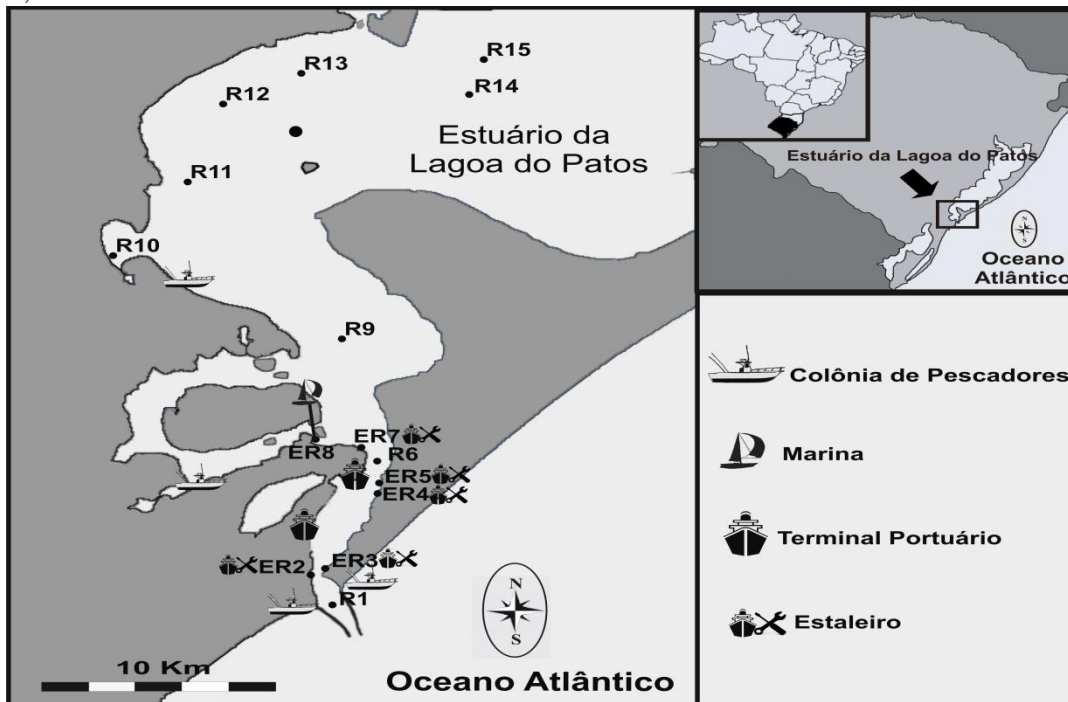 R15
R13
R14
R12
Estuário da
Lagoa do Patos
R11
R10
R9
ER7
ER8
R6
ER5
ER4
ER3
ER2
R1
N
S
10 Km
Oceano Atlântico
Estuário da Lagoa do Patos
Oceano
Atlântico
Colônia de Pescadores
Marina
Terminal Portuário
Estaleiro